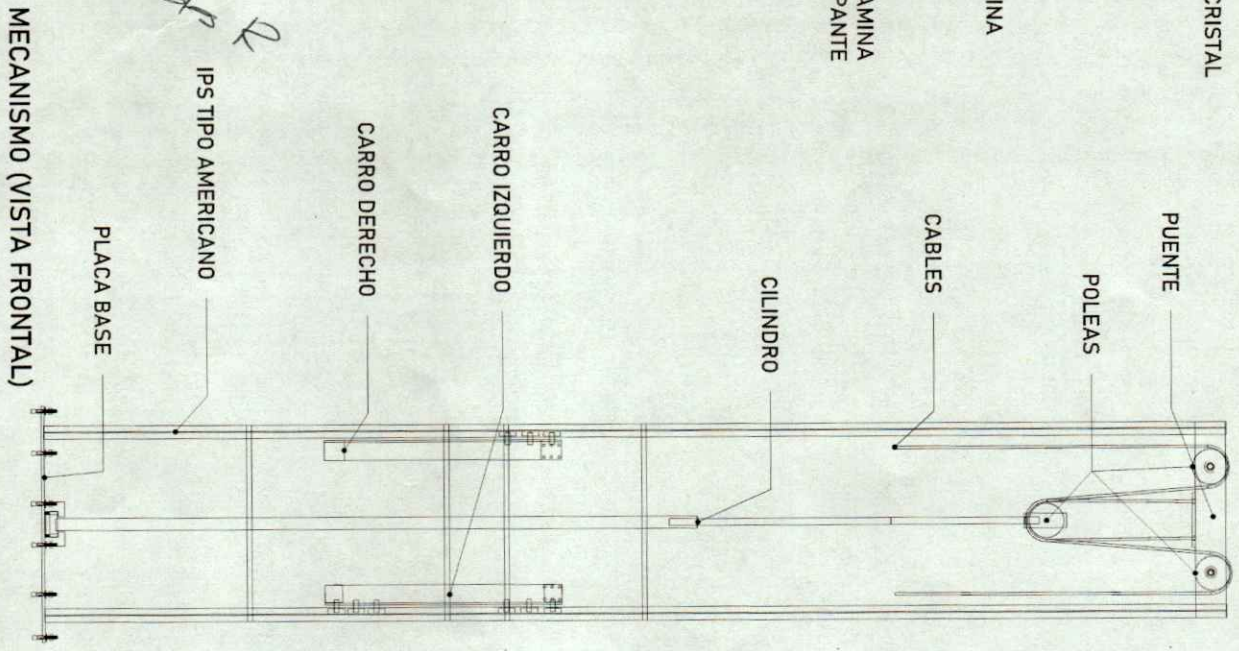 CRISTAL
PUENTE
POLEAS
INA
CABLES
AMINA
PANTE
CILINDRO
CARRO IZQUIERDO
CARRO DERECHO
IPS TIPO AMERICANO
PLACA BASE
MECANISMO (VISTA FRONTAL)